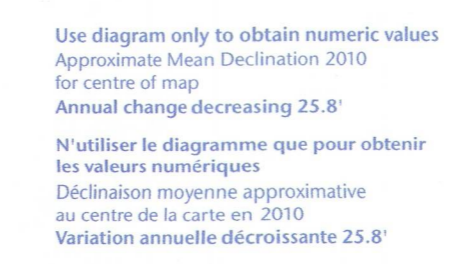 Use diagram only to obtain numeric values
Approximate Mean Declination 2010
for centre of map
Annual change decreasing 25.8'
N'utiliser le diagramme que pour obtenir
les valeurs numériques
Déclinaison moyenne approximative
au centre de la carte en 2010
Variation annuelle décroissante 25.8'